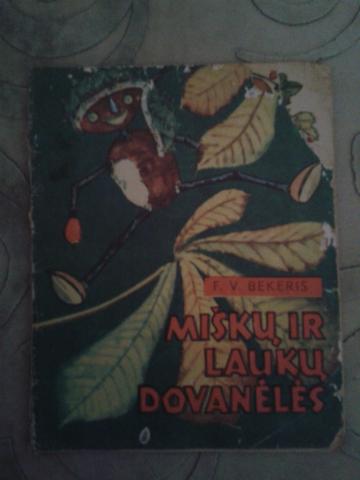 F. V. BEKERIS
MIŠKŲ IR
LAUKŲ
DOVANĖLĖS